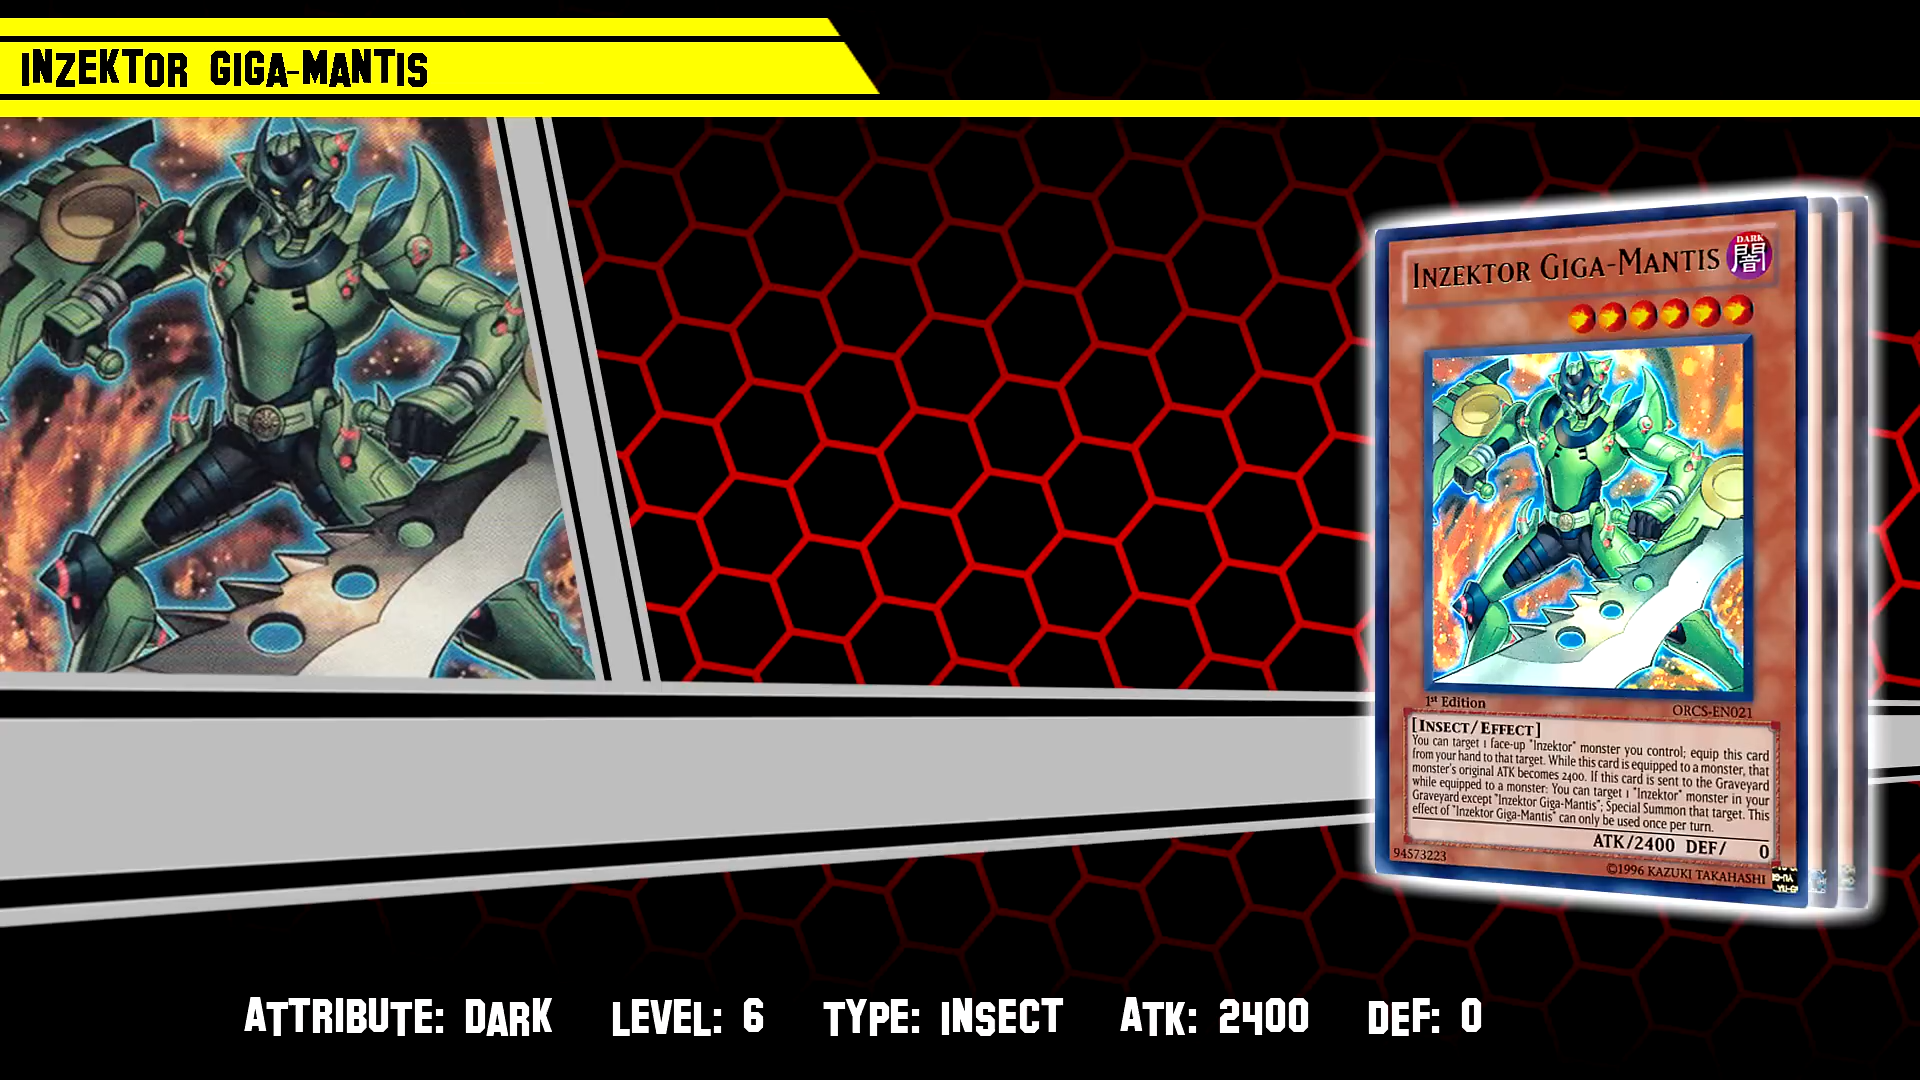 INZEKTOR GIGA-MANTIS
INZEKTOR GIGA-MANTIS
DARK
闇
1st Edition
ORCS-EN021
[INSECT/EFFECT]
You can target 1 face-up "Inzektor" monster you control; equip this card
from your hand to that target. While this card is equipped to a monster, that
monster's original ATK becomes 2400. If this card is sent to the Graveyard
while equipped to a monster: You can target 1 "Inzektor" monster in your
Graveyard except "Inzektor Giga-Mantis"; Special Summon that target. This
effect of "Inzektor Giga-Mantis" can only be used once per turn.
ATK/2400 DEF/ 0
94573223
©1996 KAZUKI TAKAHASHI
ATTRIBUTE: DARK LEVEL: 6 TYPE: INSECT ATK: 2400 DEF: 0